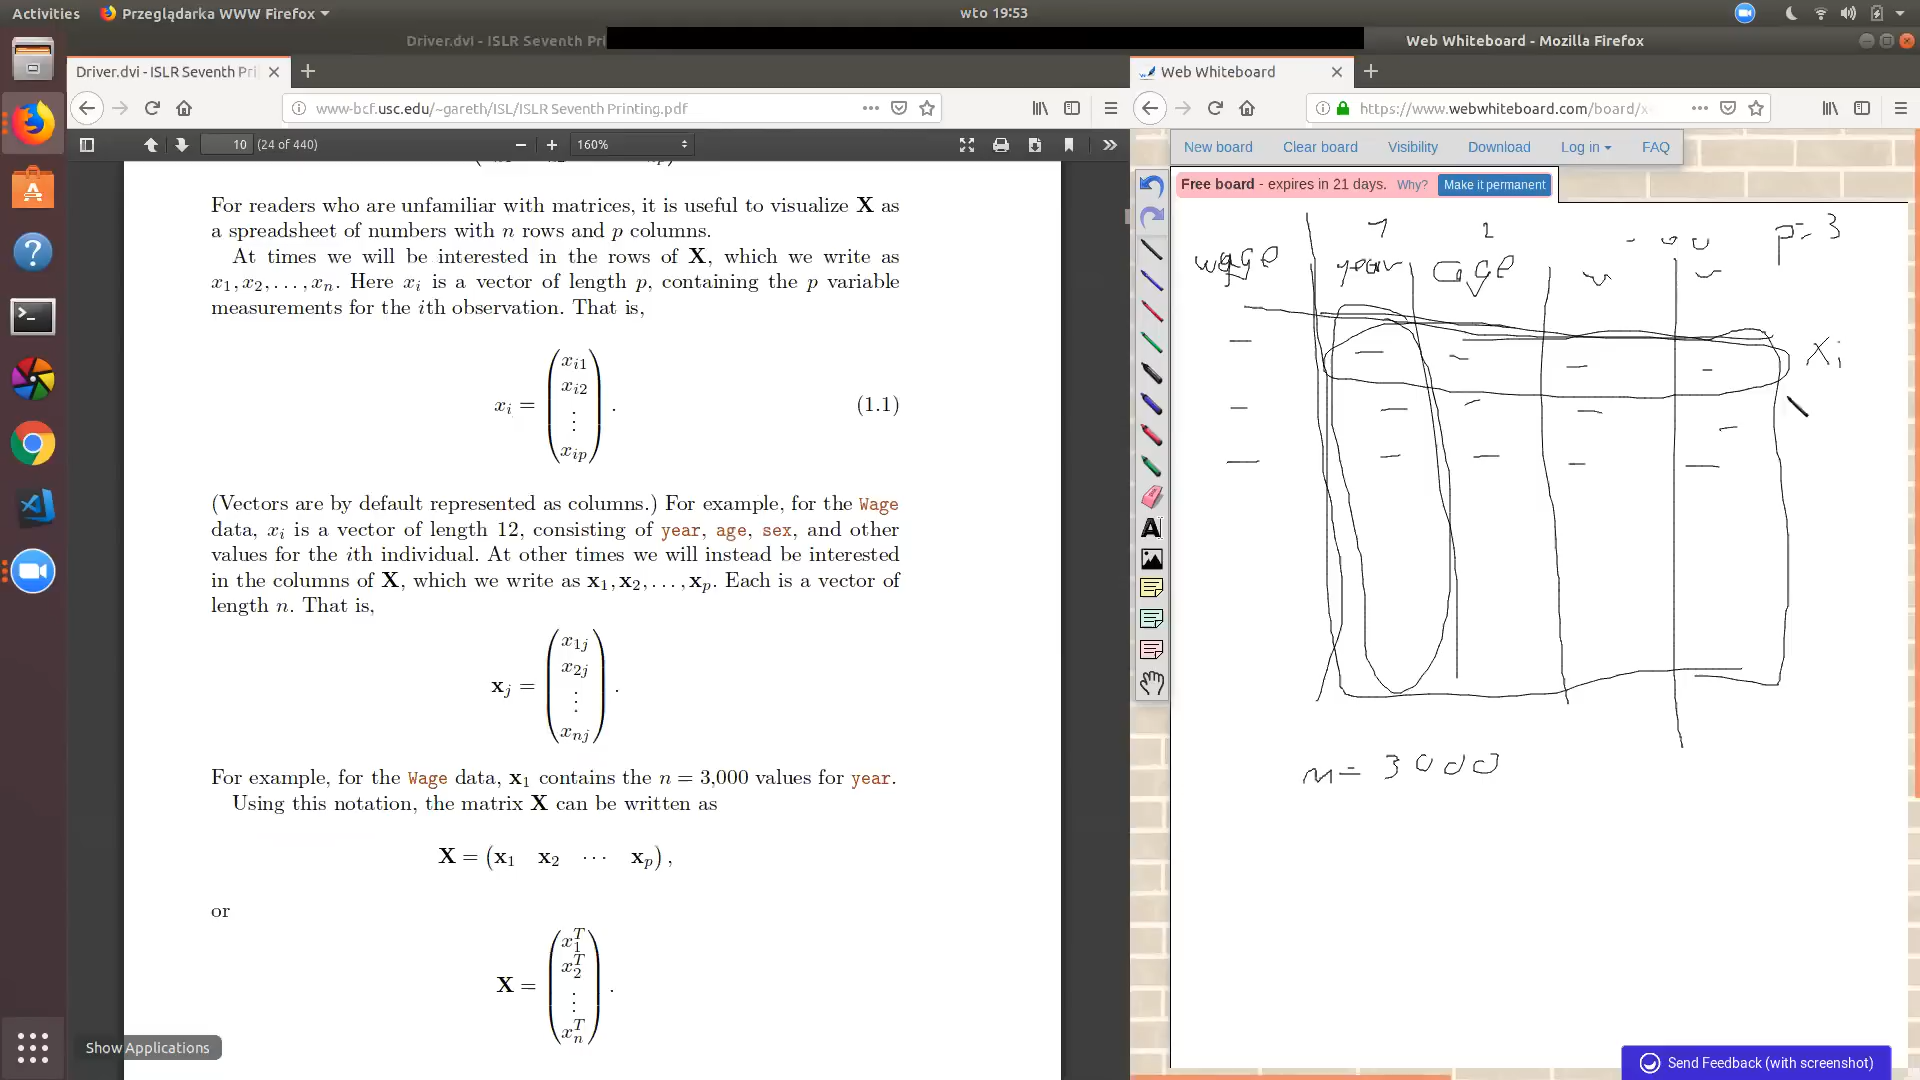 Activities Przeglądarka WWW Firefox wto 19:53
Driver.dvi - ISLR Seventh Pri Web Whiteboard - Mozilla Firefox
Driver.dvi - ISLR Seventh Pri
www-bcf.usc.edu/~gareth/ISL/ISLR Seventh Printing.pdf
10 (24 of 440) 160%
For readers who are unfamiliar with matrices, it is useful to visualize X as
a spreadsheet of numbers with n rows and p columns.
At times we will be interested in the rows of X, which we write as
x1, x2, . . . , xn. Here xi is a vector of length p, containing the p variable
measurements for the ith observation. That is,
xi = (xi1 xi2 ⋮ xip) . (1.1)
(Vectors are by default represented as columns.) For example, for the Wage
data, xi is a vector of length 12, consisting of year, age, sex, and other
values for the ith individual. At other times we will instead be interested
in the columns of X, which we write as x1, x2, . . . , xp. Each is a vector of
length n. That is,
xj = (x1j x2j ⋮ xnj) .
For example, for the Wage data, x1 contains the n = 3,000 values for year.
Using this notation, the matrix X can be written as
X = (x1 x2 ··· xp) ,
or
X = (x1^T x2^T ⋮ xn^T) .
Show Applications
Web Whiteboard
https://www.webwhiteboard.com/board/x
New board Clear board Visibility Download Log in FAQ
Free board - expires in 21 days. Why? Make it permanent
1 2 p=3
wage year age
Xi
n = 3000
Send Feedback (with screenshot)